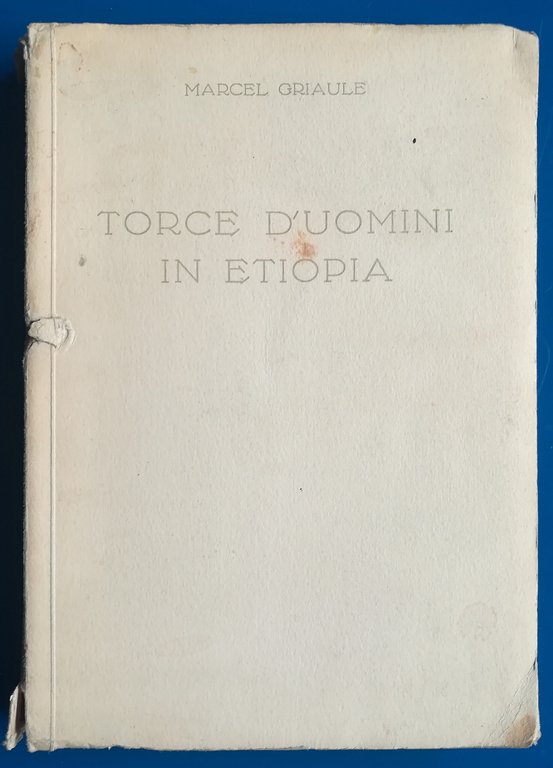 MARCEL GRIAULE
TORCE D'UOMINI
IN ETIOPIA